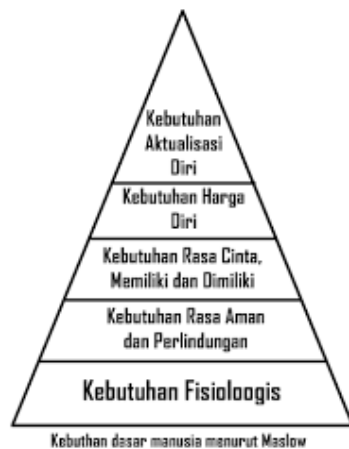 Kebutuhan
Aktualisasi
Diri
Kebutuhan Harga
Diri
Kebutuhan Rasa Cinta,
Memiliki dan Dimiliki
Kebutuhan Rasa Aman
dan Perlindungan
Kebutuhan Fisioloogis
Kebuthan dasar manusia menurut Maslow